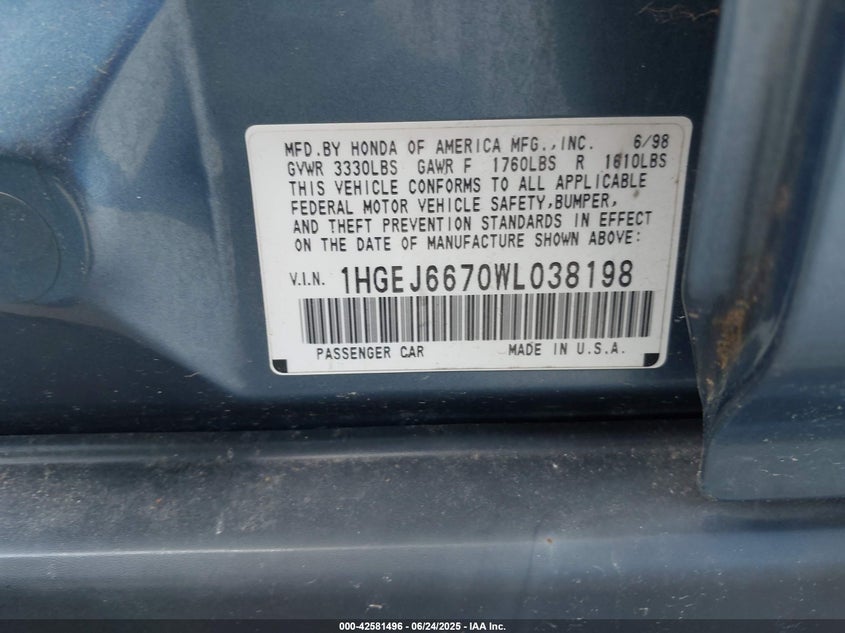 MFD.BY HONDA OF AMERICA MFG.,INC. 6/98
GVWR 3330LBS GAWR F 1760LBS R 1610LBS
THIS VEHICLE CONFORMS TO ALL APPLICABLE
FEDERAL MOTOR VEHICLE SAFETY,BUMPER,
AND THEFT PREVENTION STANDARDS IN EFFECT
ON THE DATE OF MANUFACTURE SHOWN ABOVE:
V.I.N. 1HGEJ6670WL038198
PASSENGER CAR MADE IN U.S.A.
000-42581496 - 06/24/2025 - IAA Inc.